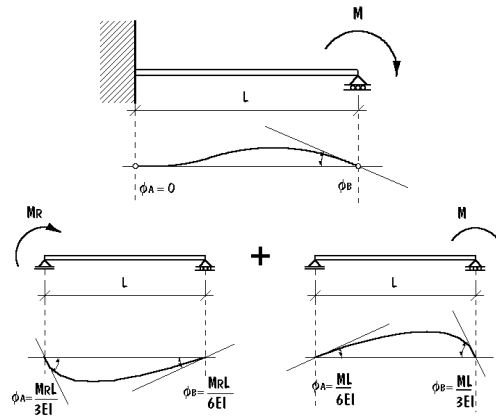 M
L
ϕA = 0
ϕB
MR
L
ϕA = MRL/3EI
ϕB = MRL/6EI
+
M
L
ϕA = ML/6EI
ϕB = ML/3EI